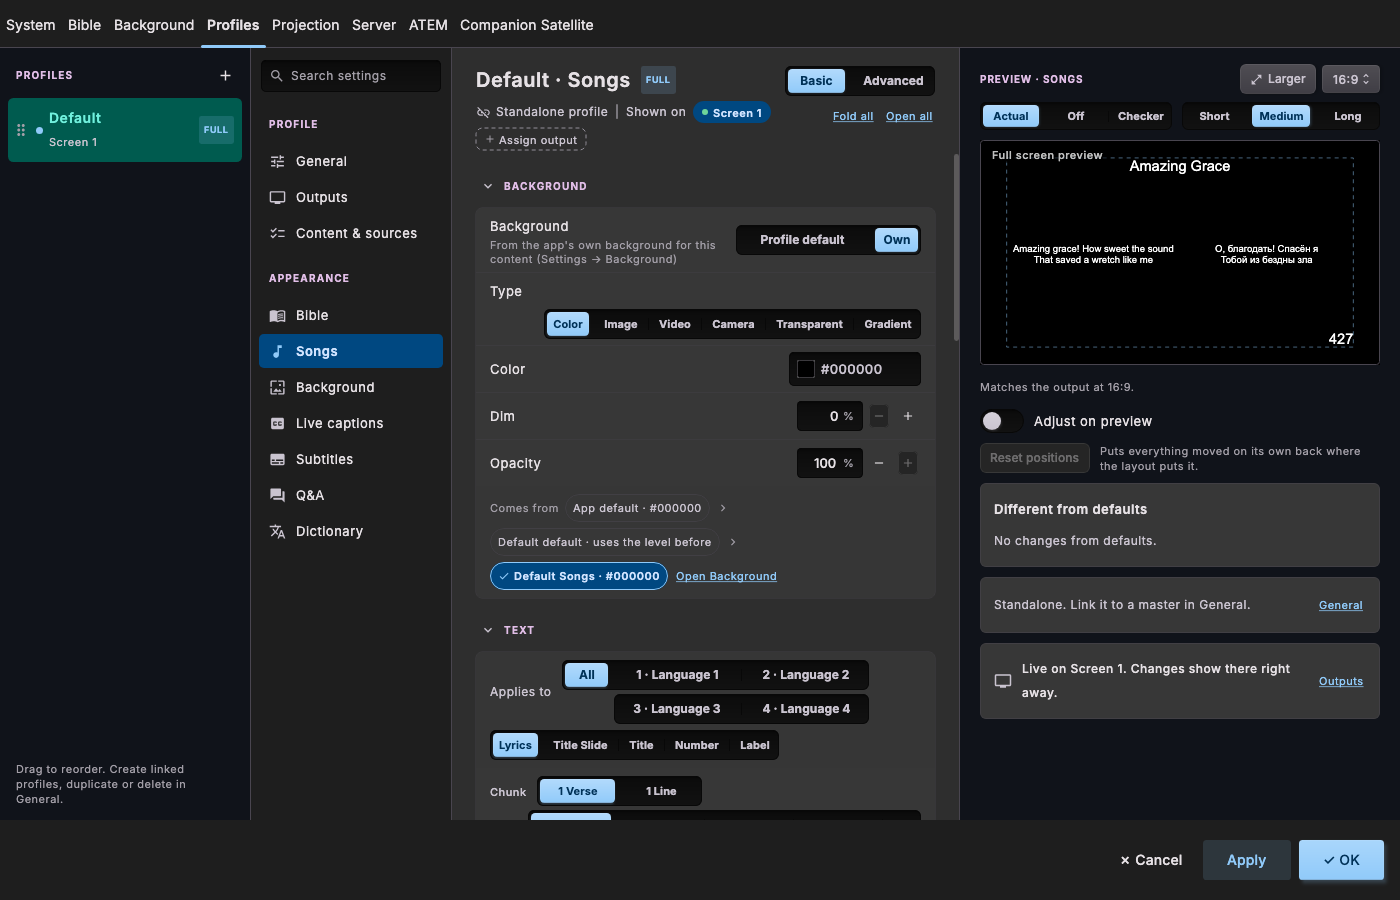 System Bible Background Profiles Projection Server ATEM Companion Satellite
PROFILES
Default
Screen 1
FULL
Drag to reorder. Create linked
profiles, duplicate or delete in
General.
Search settings
PROFILE
General
Outputs
Content & sources
APPEARANCE
Bible
Songs
Background
Live captions
Subtitles
Q&A
Dictionary
Default · Songs FULL
Basic Advanced
Standalone profile | Shown on Screen 1
Fold all Open all
+ Assign output
BACKGROUND
Background
From the app's own background for this
content (Settings → Background)
Profile default Own
Type
Color Image Video Camera Transparent Gradient
Color #000000
Dim 0 % − +
Opacity 100 % − +
Comes from App default · #000000 ›
Default default · uses the level before ›
✓ Default Songs · #000000 Open Background
TEXT
Applies to
All 1 · Language 1 2 · Language 2
3 · Language 3 4 · Language 4
Lyrics Title Slide Title Number Label
Chunk 1 Verse 1 Line
PREVIEW · SONGS
Larger 16:9
Actual Off Checker Short Medium Long
Full screen preview
Amazing Grace
Amazing grace! How sweet the sound
That saved a wretch like me
О, благодать! Спасён я
Тобой из бездны зла
427
Matches the output at 16:9.
Adjust on preview
Reset positions
Puts everything moved on its own back where
the layout puts it.
Different from defaults
No changes from defaults.
Standalone. Link it to a master in General. General
Live on Screen 1. Changes show there right
away.
Outputs
× Cancel Apply ✓ OK